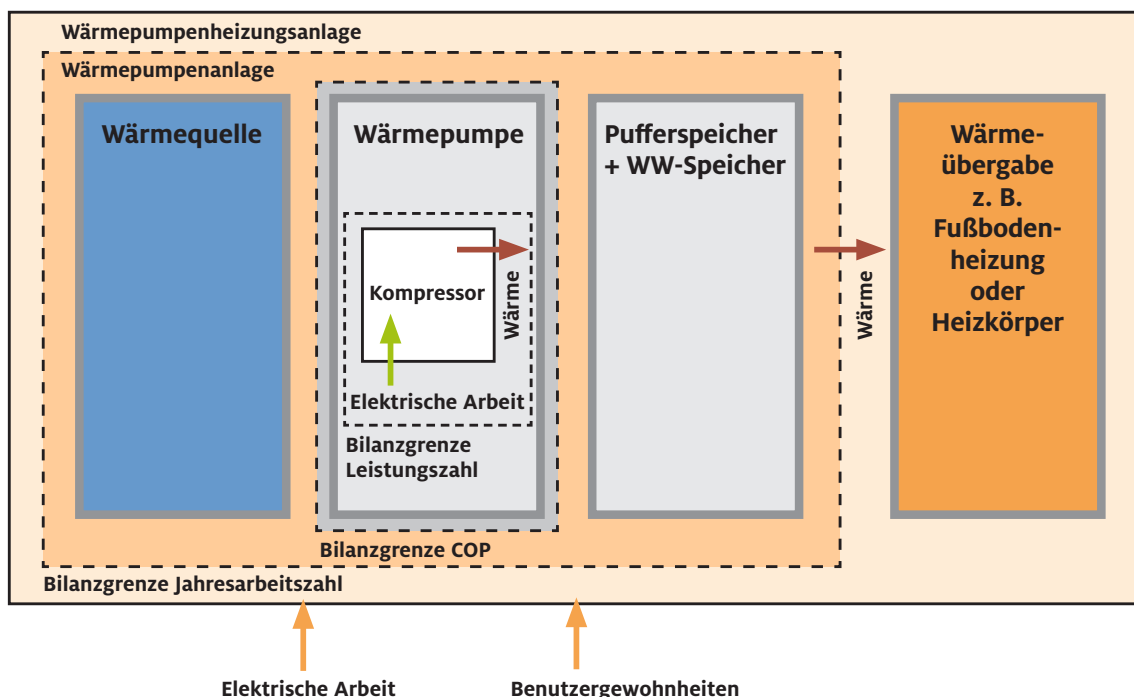 Wärmepumpenheizungsanlage
Wärmepumpenanlage
Wärmequelle
Wärmepumpe
Kompressor
Wärme
Elektrische Arbeit
Bilanzgrenze
Leistungszahl
Pufferspeicher
+ WW-Speicher
Wärme
Wärme-
übergabe
z. B.
Fußboden-
heizung
oder
Heizkörper
Bilanzgrenze COP
Bilanzgrenze Jahresarbeitszahl
Elektrische Arbeit
Benutzergewohnheiten